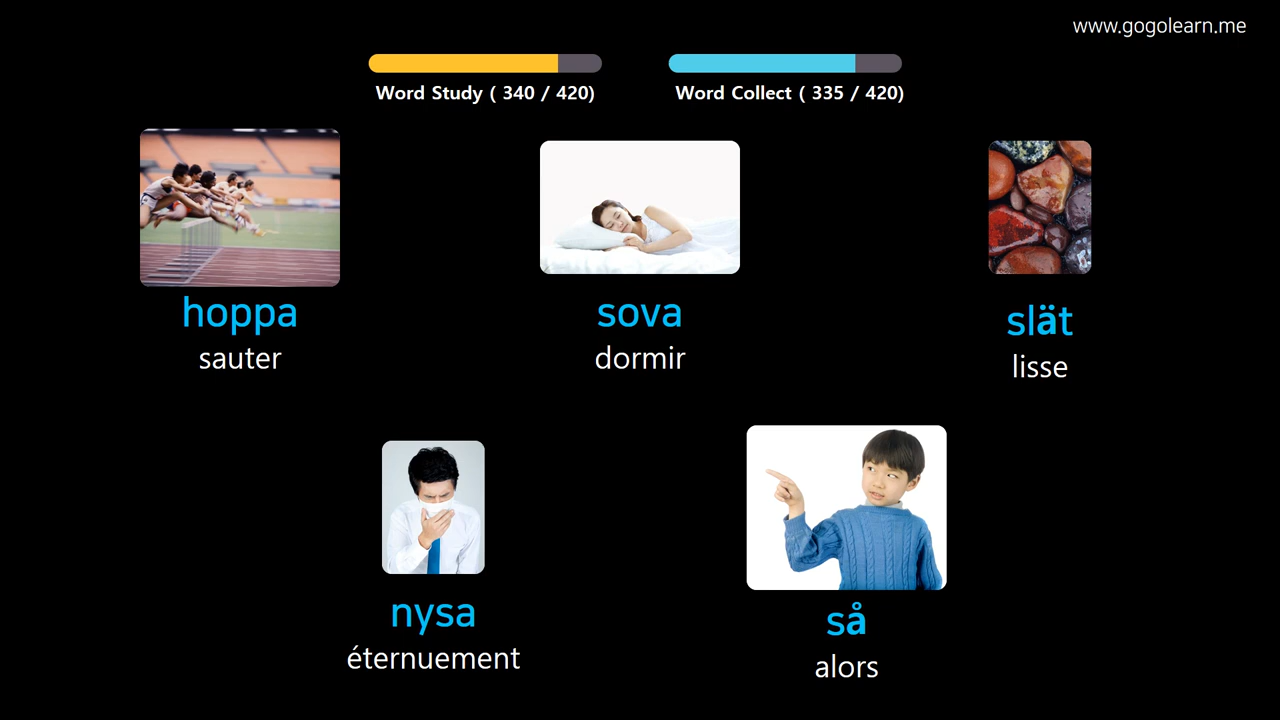 www.gogolearn.me
Word Study ( 340 / 420)
Word Collect ( 335 / 420)
hoppa
sauter
sova
dormir
slät
lisse
nysa
éternuement
så
alors